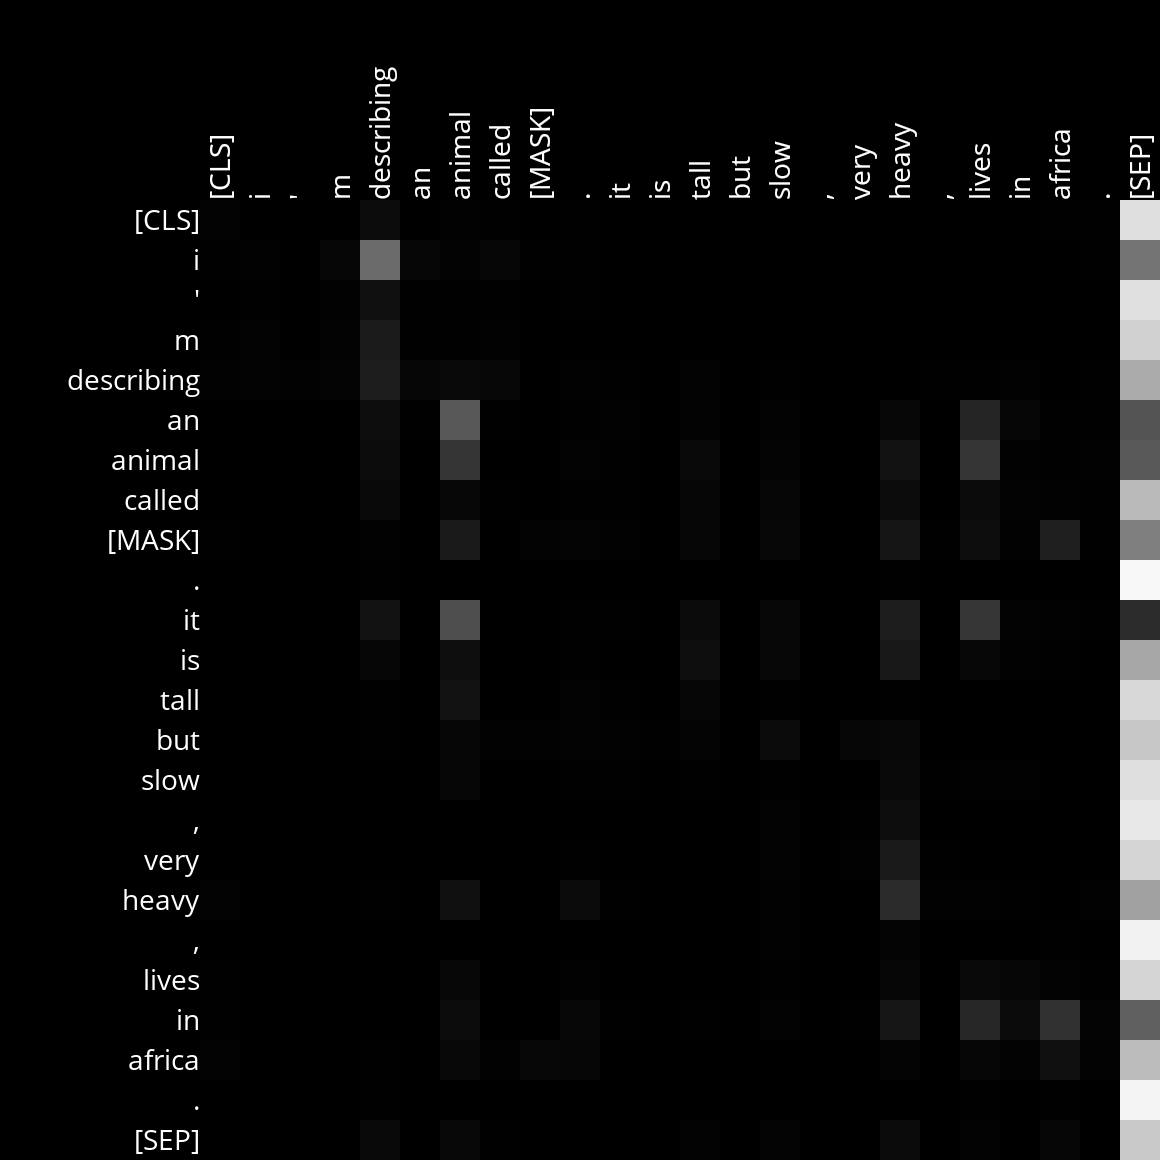 [CLS] i ' m describing an animal called [MASK] . it is tall but slow , very heavy , lives in africa . [SEP]
[CLS]
i
'
m
describing
an
animal
called
[MASK]
.
it
is
tall
but
slow
,
very
heavy
,
lives
in
africa
.
[SEP]